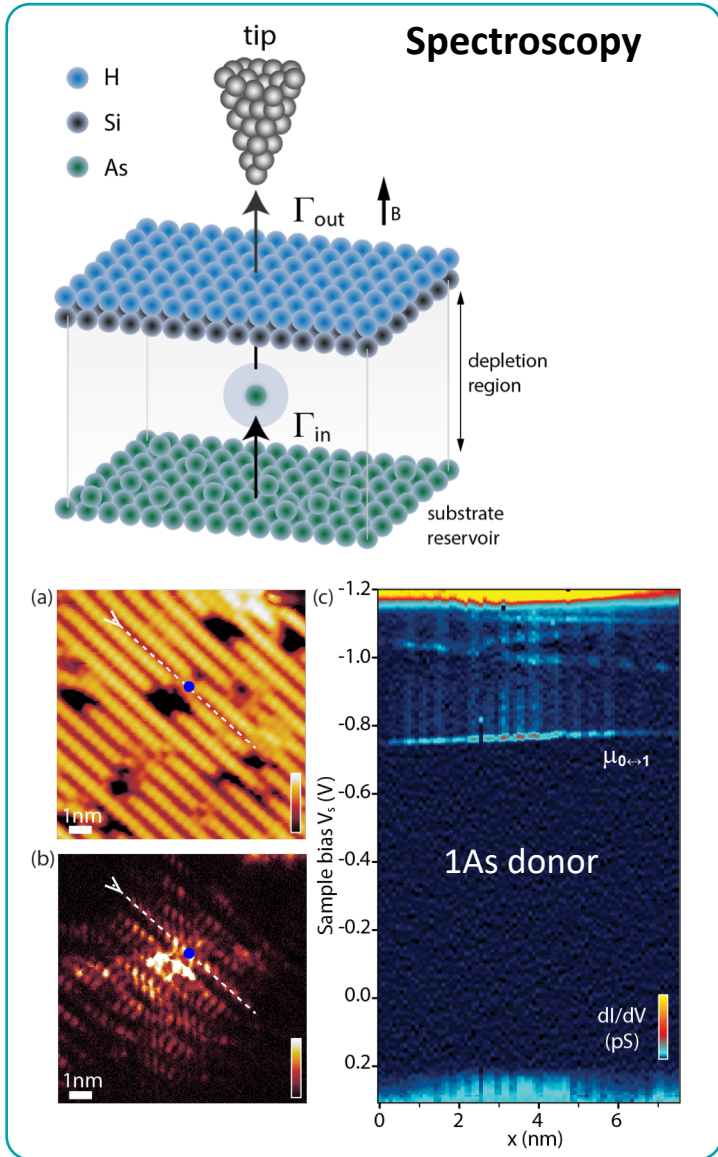 Spectroscopy
tip
H
Si
As
Γout
B
depletion
region
Γin
substrate
reservoir
(a)
1nm
(b)
1nm
(c)
-1.2
-1.0
-0.8
-0.6
-0.4
-0.2
0.0
0.2
Sample bias Vs (V)
μ0↔1
1As donor
dI/dV
(pS)
0 2 4 6
x (nm)